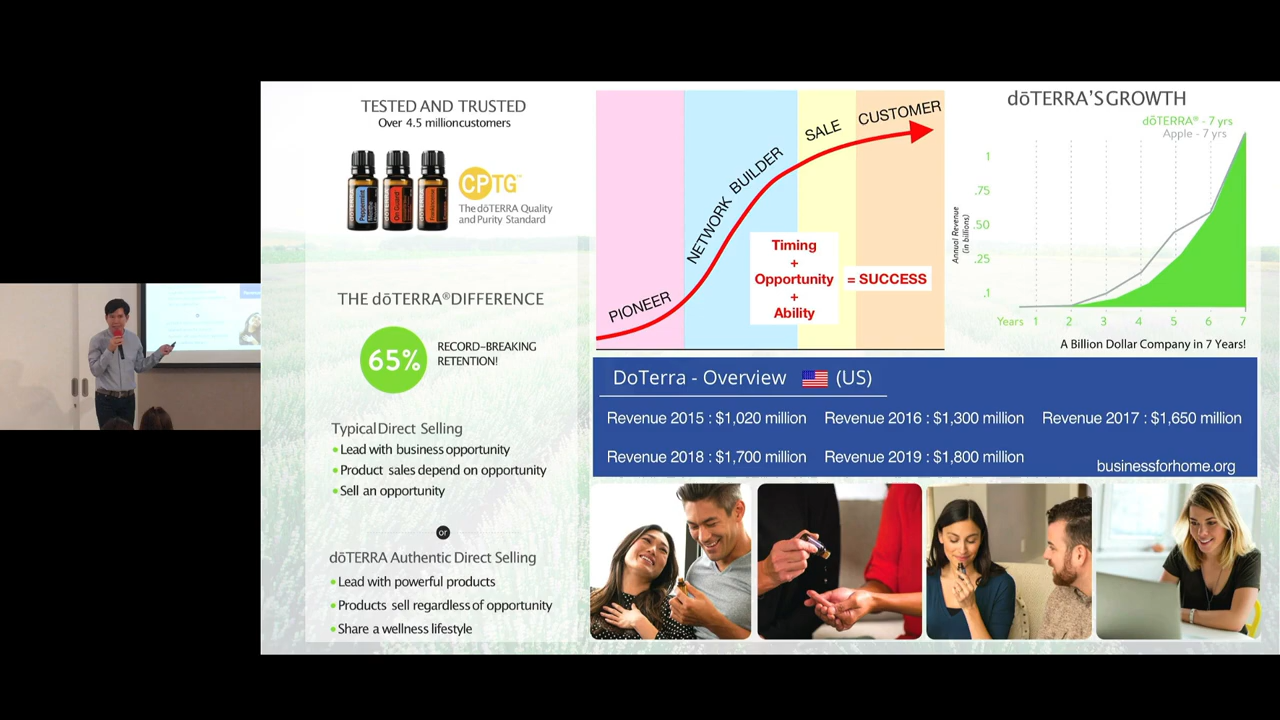 TESTED AND TRUSTED
Over 4.5 millioncustomers
CPTG™
The dōTERRA Quality
and Purity Standard
THE dōTERRA® DIFFERENCE
65%
RECORD–BREAKING
RETENTION!
Typical Direct Selling
• Lead with business opportunity
• Product sales depend on opportunity
• Sell an opportunity
or
dōTERRA Authentic Direct Selling
• Lead with powerful products
• Products sell regardless of opportunity
• Share a wellness lifestyle
PIONEER
NETWORK BUILDER
SALE
CUSTOMER
Timing
+
Opportunity
+
Ability
= SUCCESS
dōTERRA'S GROWTH
dōTERRA® - 7 yrs
Apple - 7 yrs
Annual Revenue
(in billions)
1
.75
.50
.25
.1
Years 1 2 3 4 5 6 7
A Billion Dollar Company in 7 Years!
DoTerra - Overview (US)
Revenue 2015 : $1,020 million Revenue 2016 : $1,300 million Revenue 2017 : $1,650 million
Revenue 2018 : $1,700 million Revenue 2019 : $1,800 million
businessforhome.org